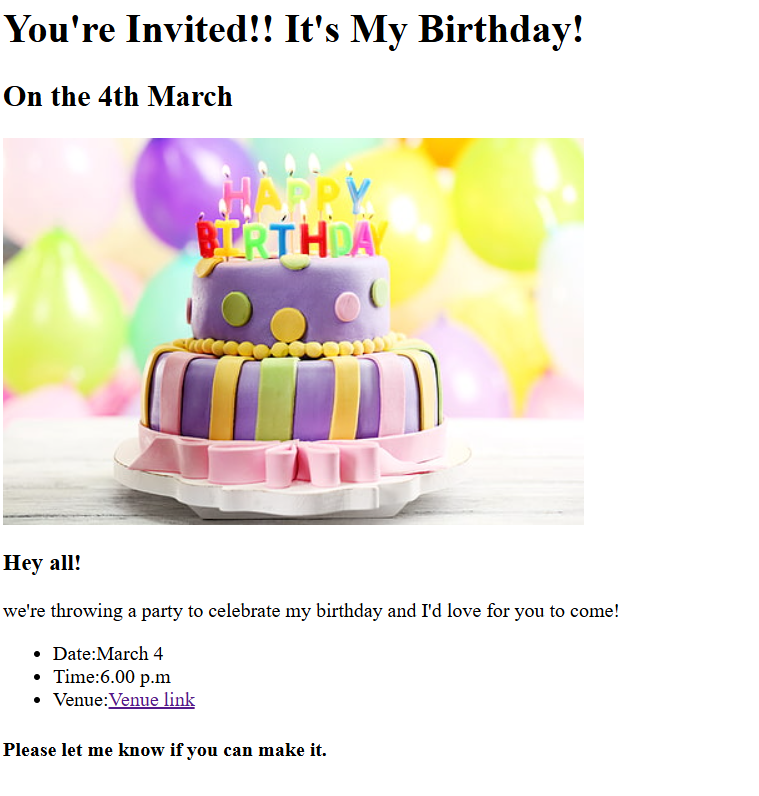 You're Invited!! It's My Birthday!
On the 4th March
HAPPY
BIRTHDAY
Hey all!
we're throwing a party to celebrate my birthday and I'd love for you to come!
Date:March 4
Time:6.00 p.m
Venue:Venue link
Please let me know if you can make it.